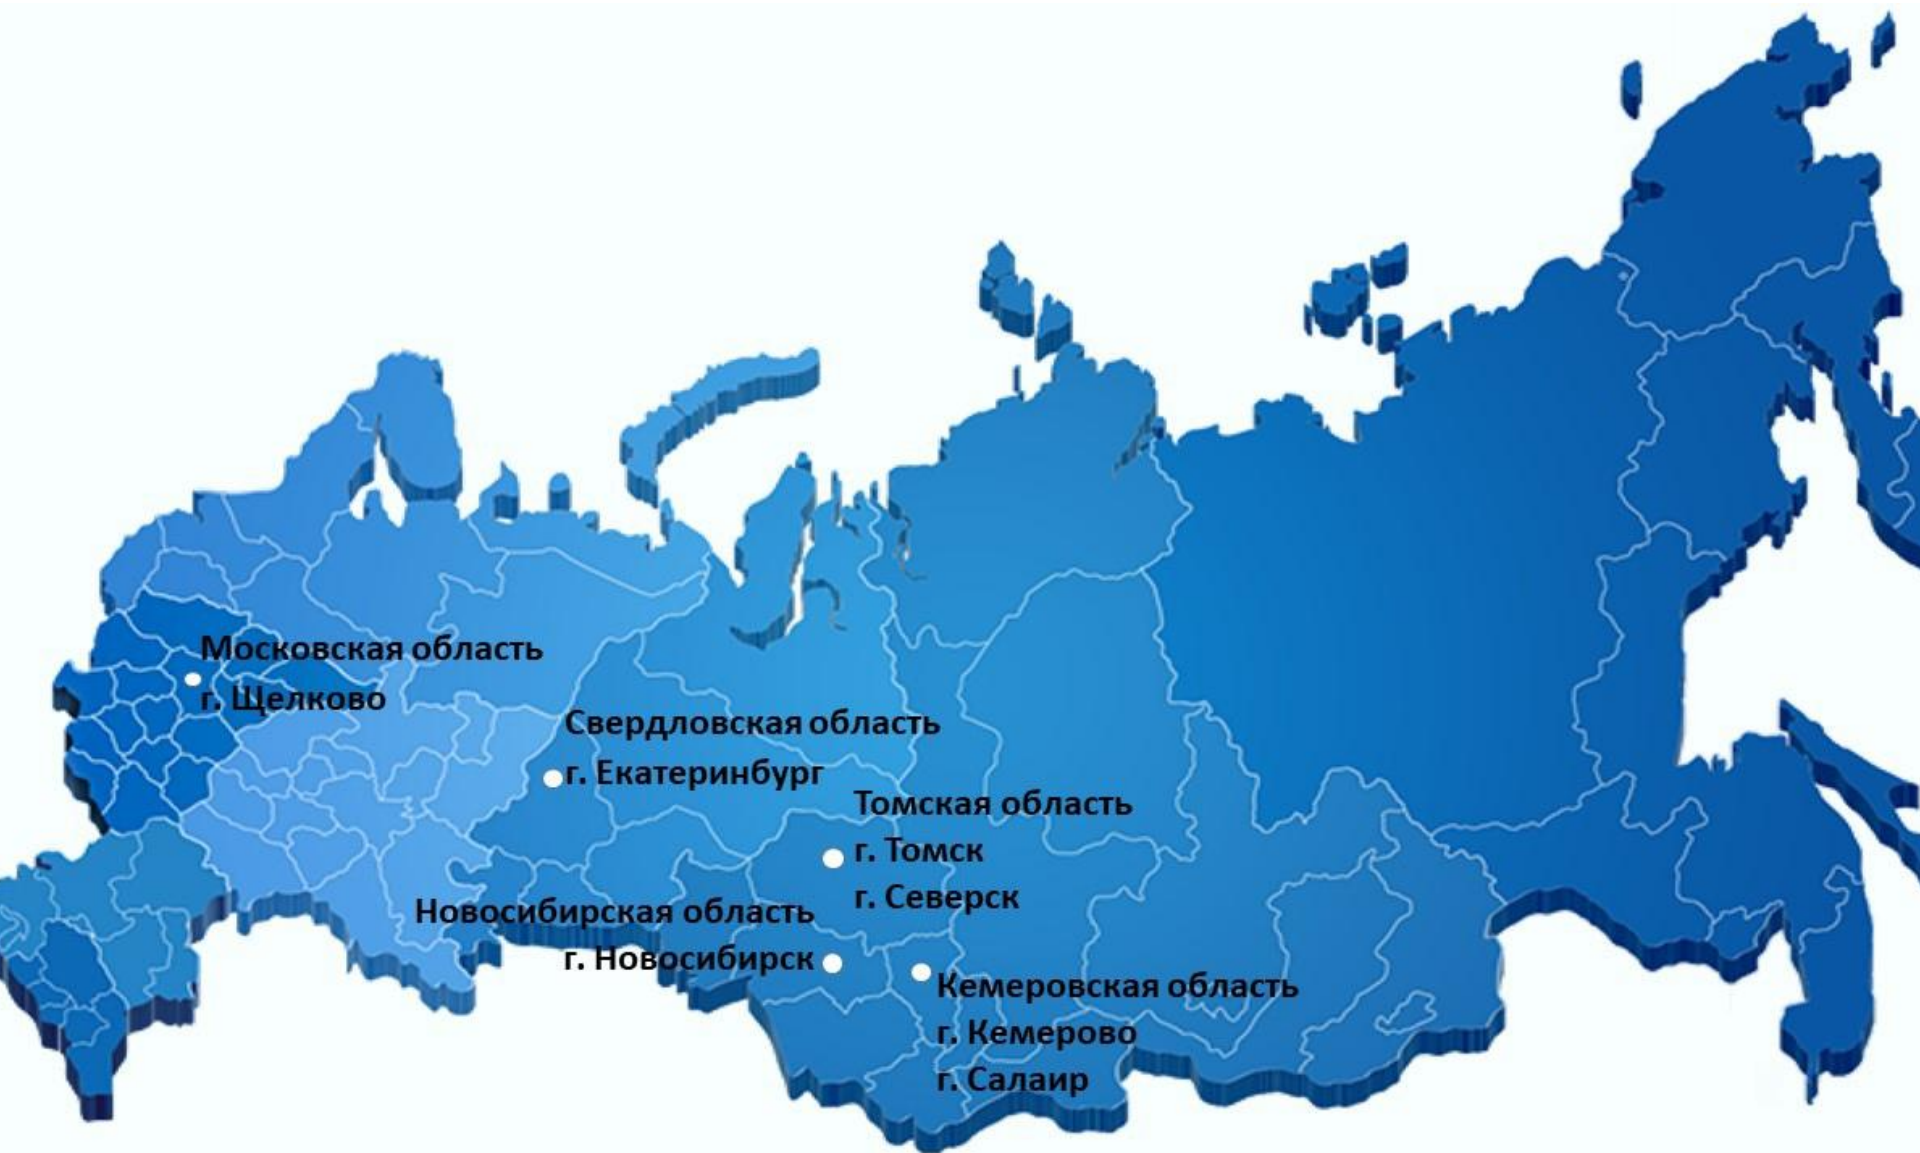 Московская область
г. Щелково
Свердловская область
г. Екатеринбург
Томская область
г. Томск
г. Северск
Новосибирская область
г. Новосибирск
Кемеровская область
г. Кемерово
г. Салаир